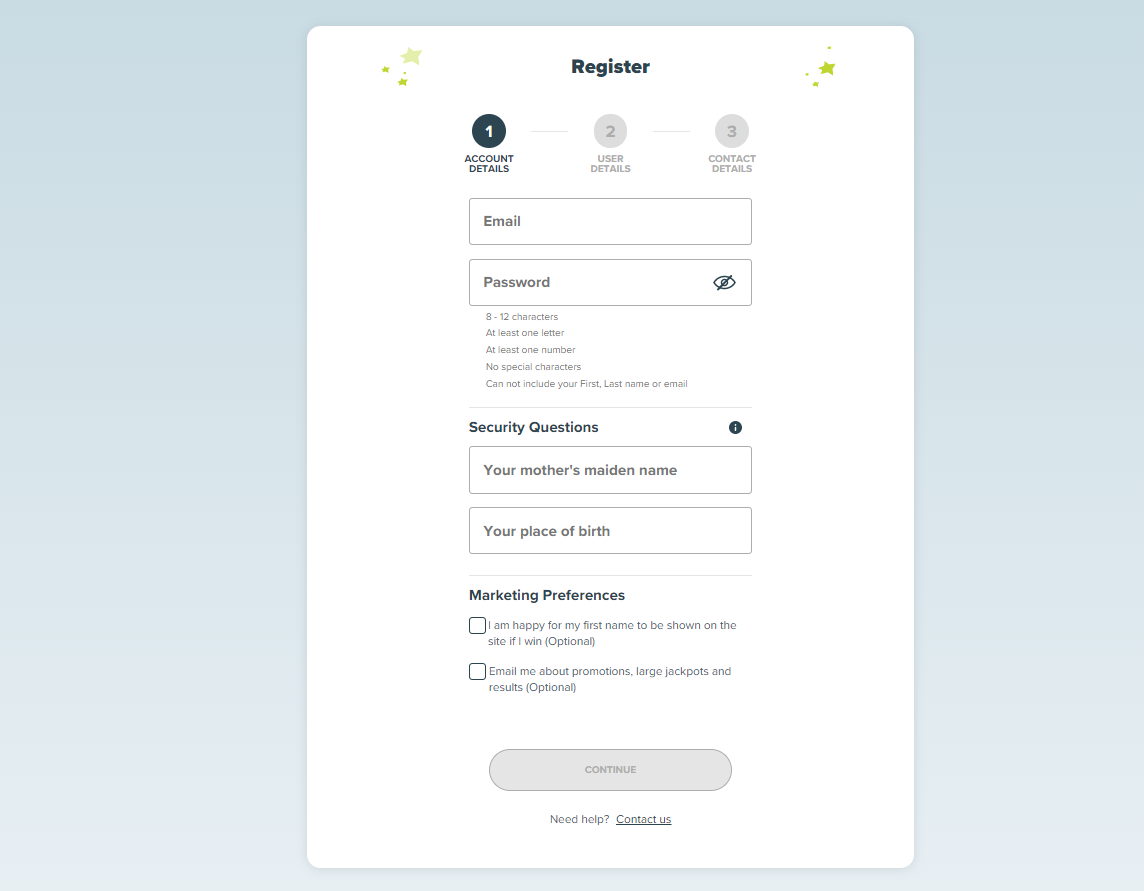 Register
1
2
3
ACCOUNT
DETAILS
USER
DETAILS
CONTACT
DETAILS
Email
Password
8 - 12 characters
At least one letter
At least one number
No special characters
Can not include your First, Last name or email
Security Questions
Your mother's maiden name
Your place of birth
Marketing Preferences
I am happy for my first name to be shown on the
site if I win (Optional)
Email me about promotions, large jackpots and
results (Optional)
CONTINUE
Need help? Contact us